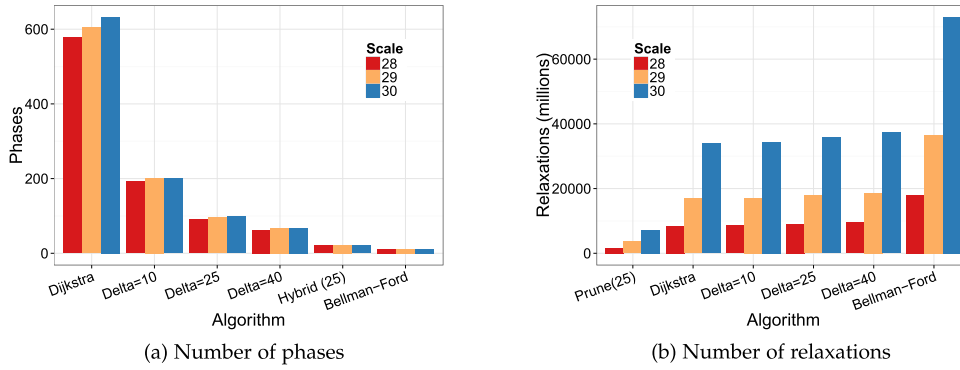 600
400
200
0
Phases
Scale
28
29
30
Dijkstra
Delta=10
Delta=25
Delta=40
Hybrid (25)
Bellman−Ford
Algorithm
(a) Number of phases
60000
40000
20000
0
Relaxations (millions)
Scale
28
29
30
Prune(25)
Dijkstra
Delta=10
Delta=25
Delta=40
Bellman−Ford
Algorithm
(b) Number of relaxations